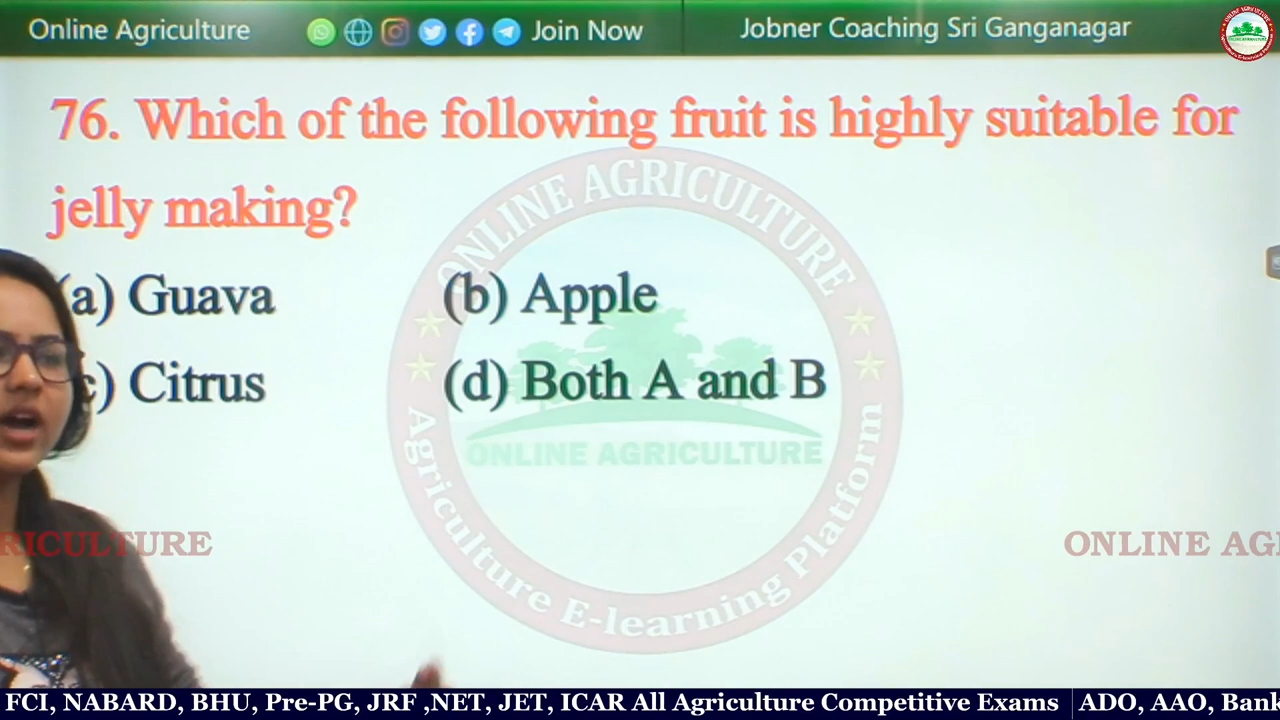 Online Agriculture Join Now Jobner Coaching Sri Ganganagar
76. Which of the following fruit is highly suitable for
jelly making?
(a) Guava (b) Apple
(c) Citrus (d) Both A and B
ONLINE AGRICULTURE
ONLINE AGRICULTURE
Agriculture E-learning Platform
RICULTURE ONLINE AGR
FCI, NABARD, BHU, Pre-PG, JRF ,NET, JET, ICAR All Agriculture Competitive Exams ADO, AAO, Bank